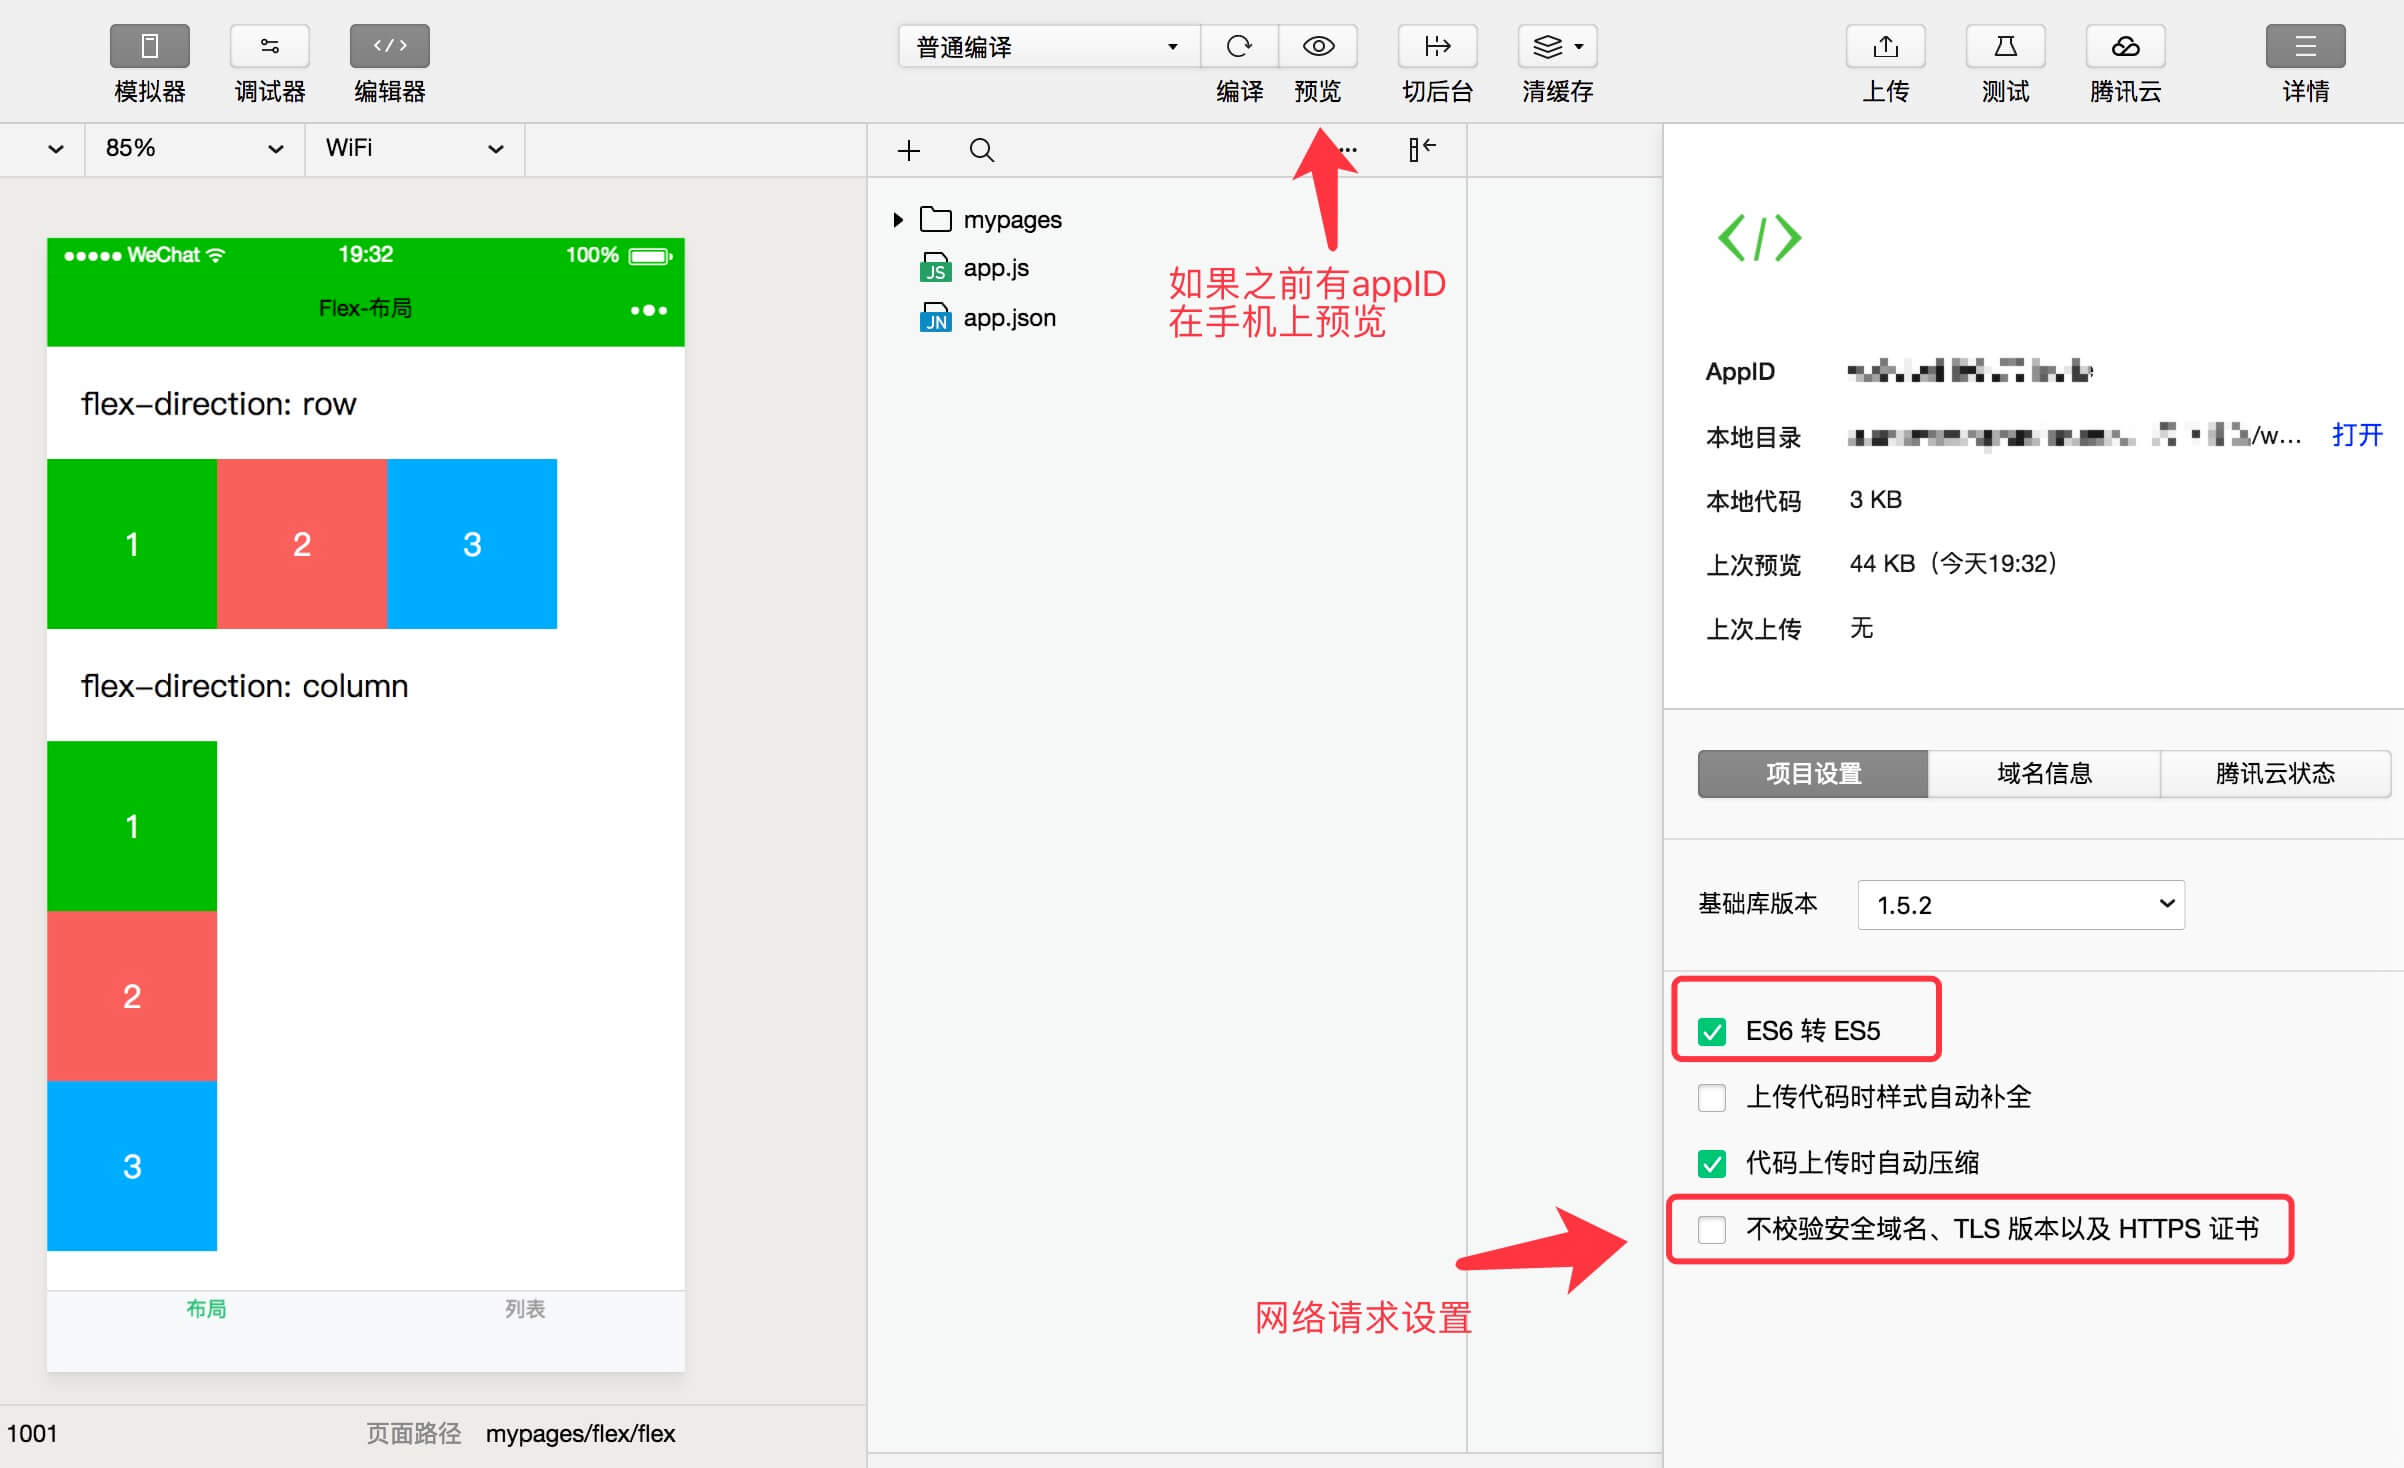 模拟器
调试器
编辑器
普通编译
编译
预览
切后台
清缓存
上传
测试
腾讯云
详情
85%
WiFi
WeChat
19:32
100%
Flex-布局
flex-direction: row
1
2
3
flex-direction: column
1
2
3
布局
列表
1001
页面路径
mypages/flex/flex
mypages
JS app.js
JN app.json
如果之前有appID
在手机上预览
网络请求设置
</>
AppID
本地目录 /w... 打开
本地代码 3 KB
上次预览 44 KB（今天19:32）
上次上传 无
项目设置
域名信息
腾讯云状态
基础库版本 1.5.2
ES6 转 ES5
上传代码时样式自动补全
代码上传时自动压缩
不校验安全域名、TLS 版本以及 HTTPS 证书